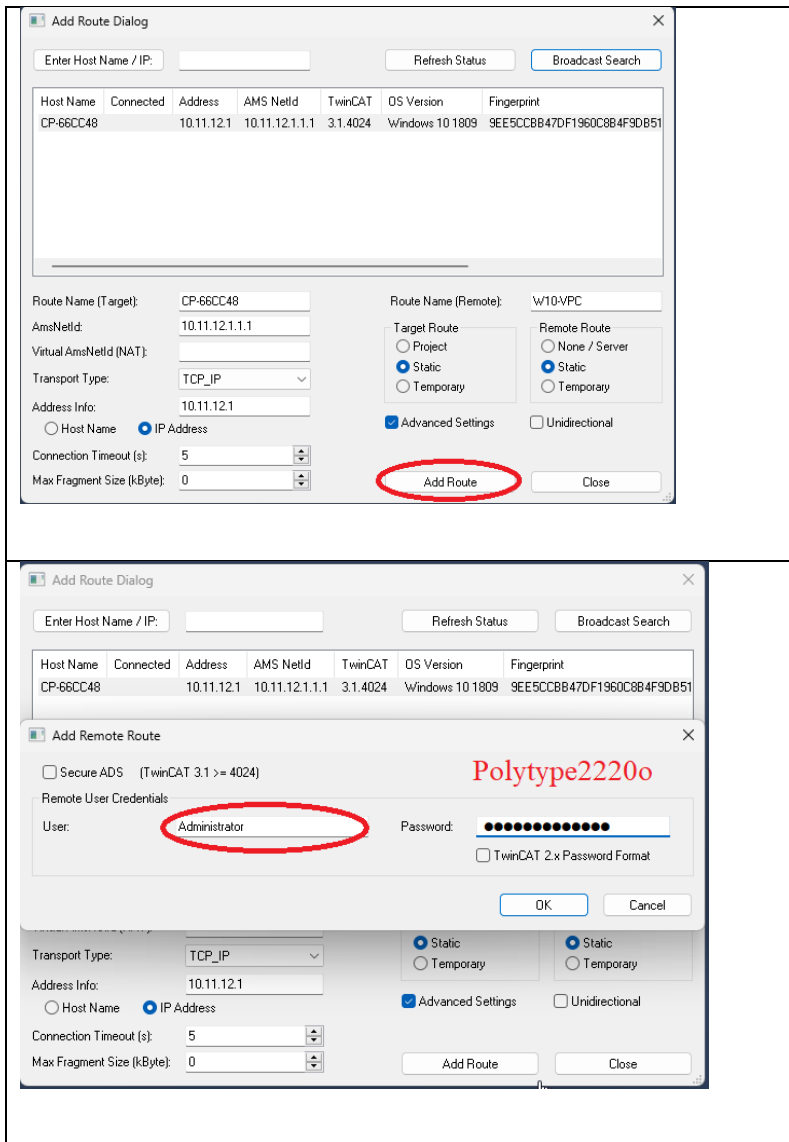 Add Route Dialog
Enter Host Name / IP: Refresh Status Broadcast Search
Host Name Connected Address AMS NetId TwinCAT OS Version Fingerprint
CP-66CC48 10.11.12.1 10.11.12.1.1.1 3.1.4024 Windows 10 1809 9EE5CCBB47DF1960C8B4F9DB51
Route Name (Target): CP-66CC48 Route Name (Remote): W10-VPC
AmsNetId: 10.11.12.1.1.1 Target Route Remote Route
Virtual AmsNetId (NAT): Project None / Server
Transport Type: TCP_IP Static Static
Temporary Temporary
Address Info: 10.11.12.1
Host Name IP Address Advanced Settings Unidirectional
Connection Timeout (s): 5
Max Fragment Size (kByte): 0 Add Route Close
Add Route Dialog
Enter Host Name / IP: Refresh Status Broadcast Search
Host Name Connected Address AMS NetId TwinCAT OS Version Fingerprint
CP-66CC48 10.11.12.1 10.11.12.1.1.1 3.1.4024 Windows 10 1809 9EE5CCBB47DF1960C8B4F9DB51
Add Remote Route
Secure ADS (TwinCAT 3.1 >= 4024) Polytype2220o
Remote User Credentials
User: Administrator Password: ●●●●●●●●●●●●●
TwinCAT 2.x Password Format
OK Cancel
Transport Type: TCP_IP Static Static
Temporary Temporary
Address Info: 10.11.12.1
Host Name IP Address Advanced Settings Unidirectional
Connection Timeout (s): 5
Max Fragment Size (kByte): 0 Add Route Close